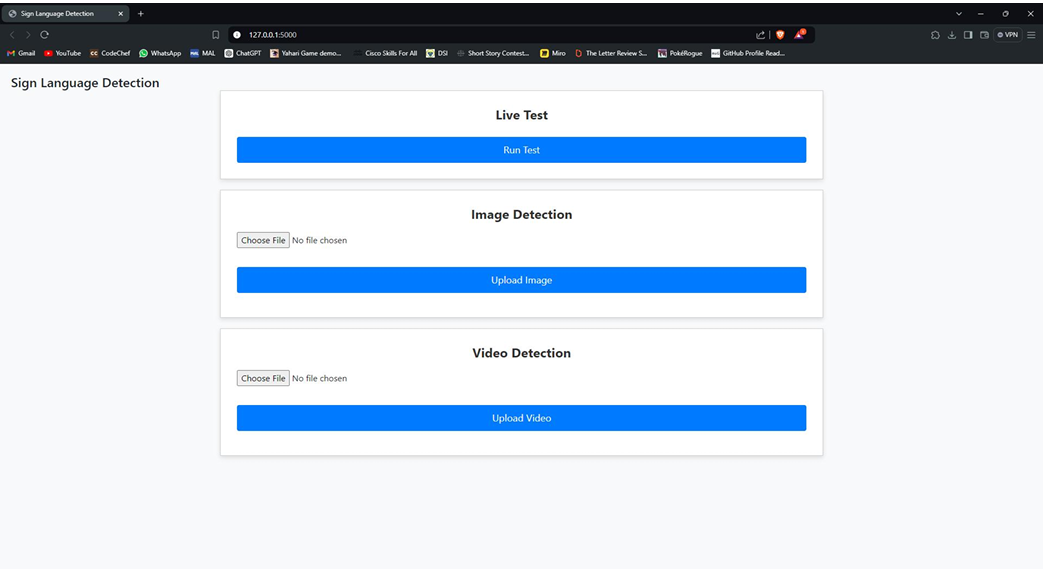 Sign Language Detection
127.0.0.1:5000
VPN
Gmail YouTube CodeChef WhatsApp MAL ChatGPT Yahari Game demo... Cisco Skills For All DSI Short Story Contest... Miro The Letter Review S... PokéRogue GitHub Profile Read...
Sign Language Detection
Live Test
Run Test
Image Detection
Choose File No file chosen
Upload Image
Video Detection
Choose File No file chosen
Upload Video